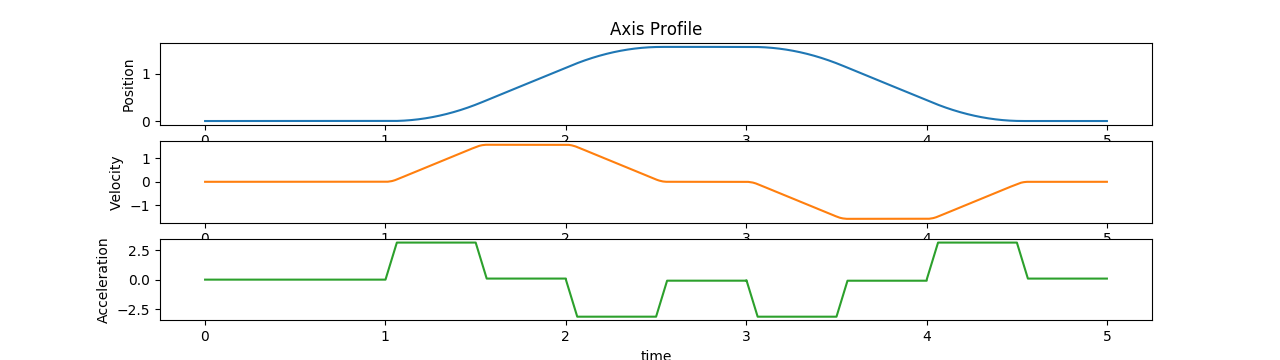 Axis Profile
Position
1
0
0 1 2 3 4 5
Velocity
1
0
−1
0 1 2 3 4 5
Acceleration
2.5
0.0
−2.5
0 1 2 3 4 5
time